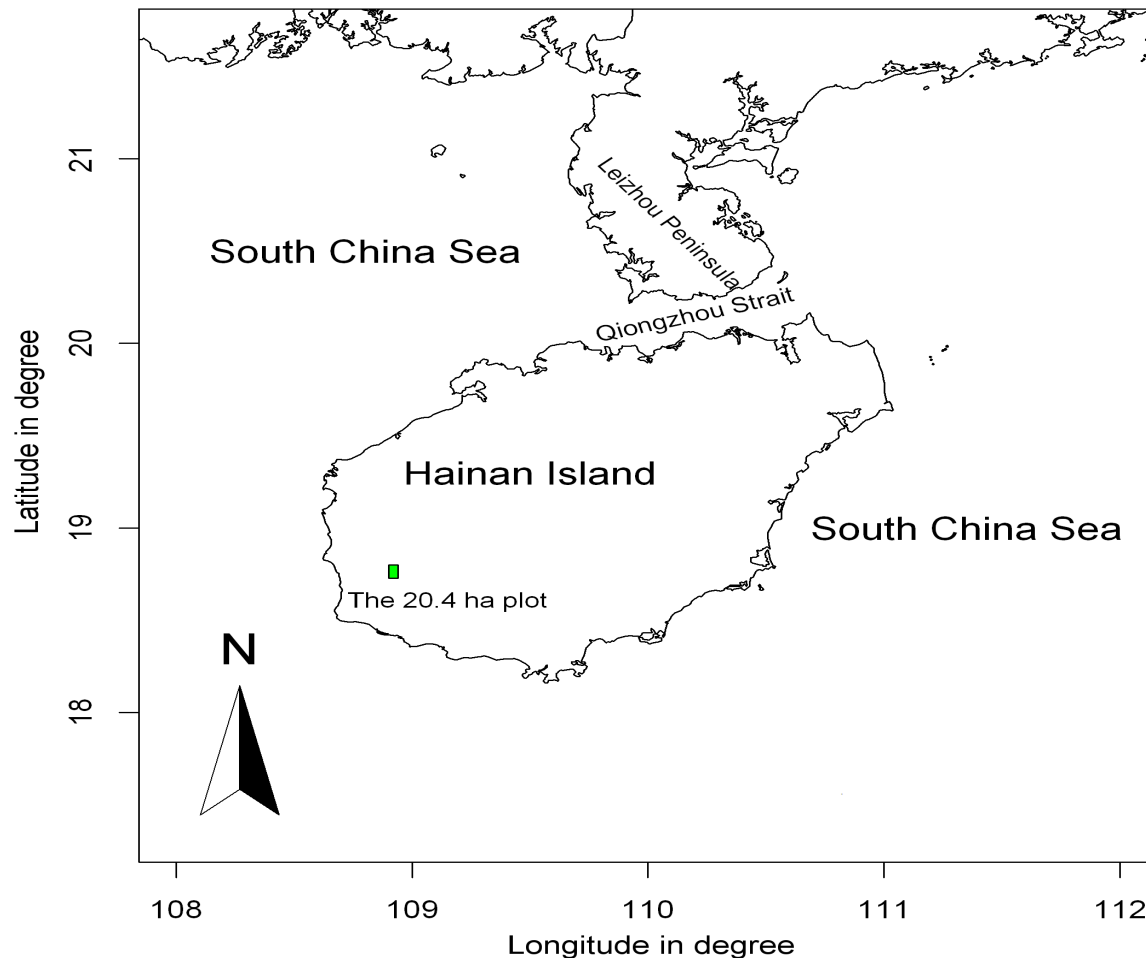 21
Leizhou Peninsula
South China Sea
Qiongzhou Strait
20
Latitude in degree
Hainan Island
19
South China Sea
The 20.4 ha plot
N
18
108
109
110
111
112
Longitude in degree